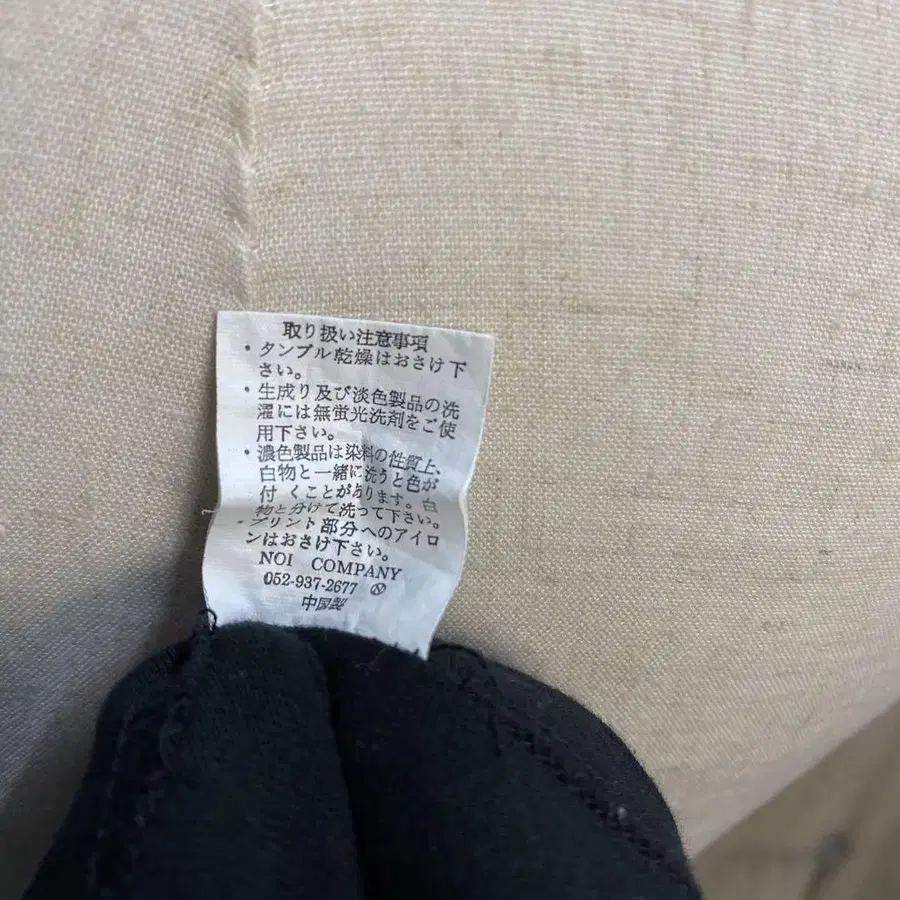 取り扱い注意事項
・タンブル乾燥はおさけ下
さい。
・生成り及び淡色製品の洗
濯には無蛍光洗剤をご使
用下さい。
・濃色製品は染料の性質上、
白物と一緒に洗うと色が
付くことがあります。白
物と分けて洗って下さい。
・プリント部分へのアイロ
ンはおさけ下さい。
NOI COMPANY
052-937-2677 Ⓝ
中国製